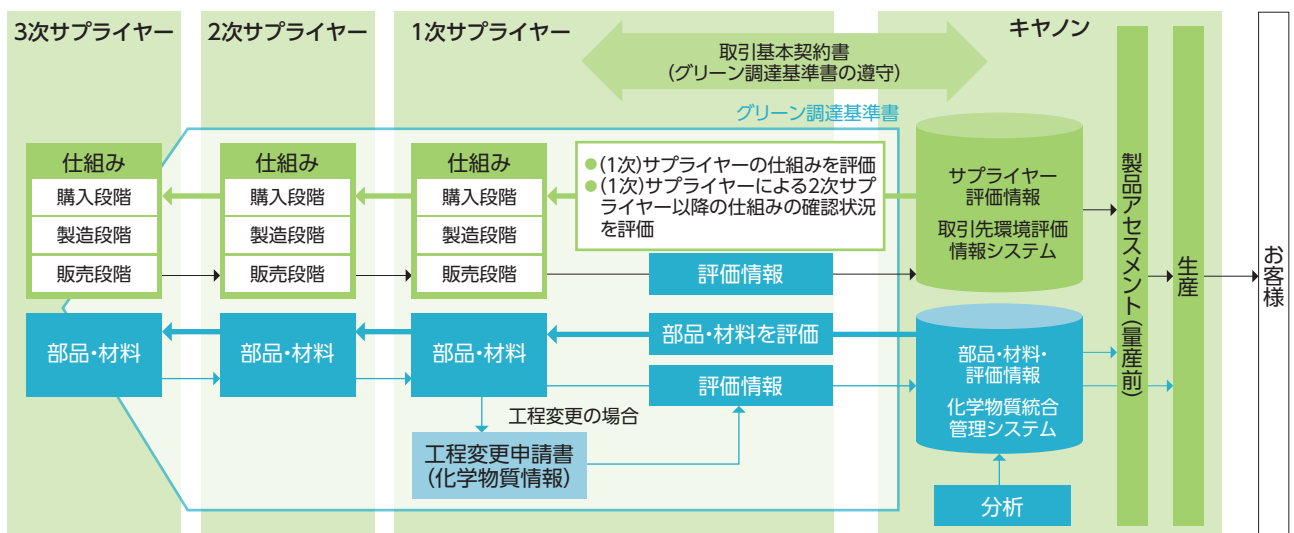 3次サプライヤー
2次サプライヤー
1次サプライヤー
キヤノン
取引基本契約書
(グリーン調達基準書の遵守)
グリーン調達基準書
仕組み
購入段階
製造段階
販売段階
仕組み
購入段階
製造段階
販売段階
仕組み
購入段階
製造段階
販売段階
●(1次)サプライヤーの仕組みを評価
●(1次)サプライヤーによる2次サプ
ライヤー以降の仕組みの確認状況
を評価
評価情報
サプライヤー
評価情報
取引先環境評価
情報システム
部品・材料
部品・材料
部品・材料
部品・材料を評価
評価情報
工程変更の場合
工程変更申請書
(化学物質情報)
部品・材料・
評価情報
化学物質統合
管理システム
分析
製品アセスメント(量産前)
生産
お客様